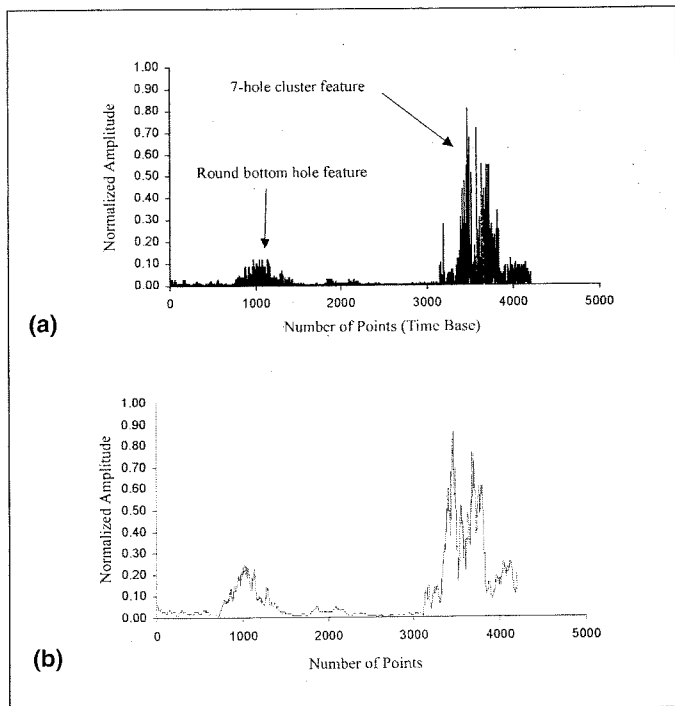 1.00
0.90
0.80
0.70
0.60
0.50
0.40
0.30
0.20
0.10
0.00
Normalized Amplitude
7-hole cluster feature
Round bottom hole feature
0 1000 2000 3000 4000 5000
Number of Points (Time Base)
(a)
1.00
0.90
0.80
0.70
0.60
0.50
0.40
0.30
0.20
0.10
0.00
Normalized Amplitude
0 1000 2000 3000 4000 5000
Number of Points
(b)